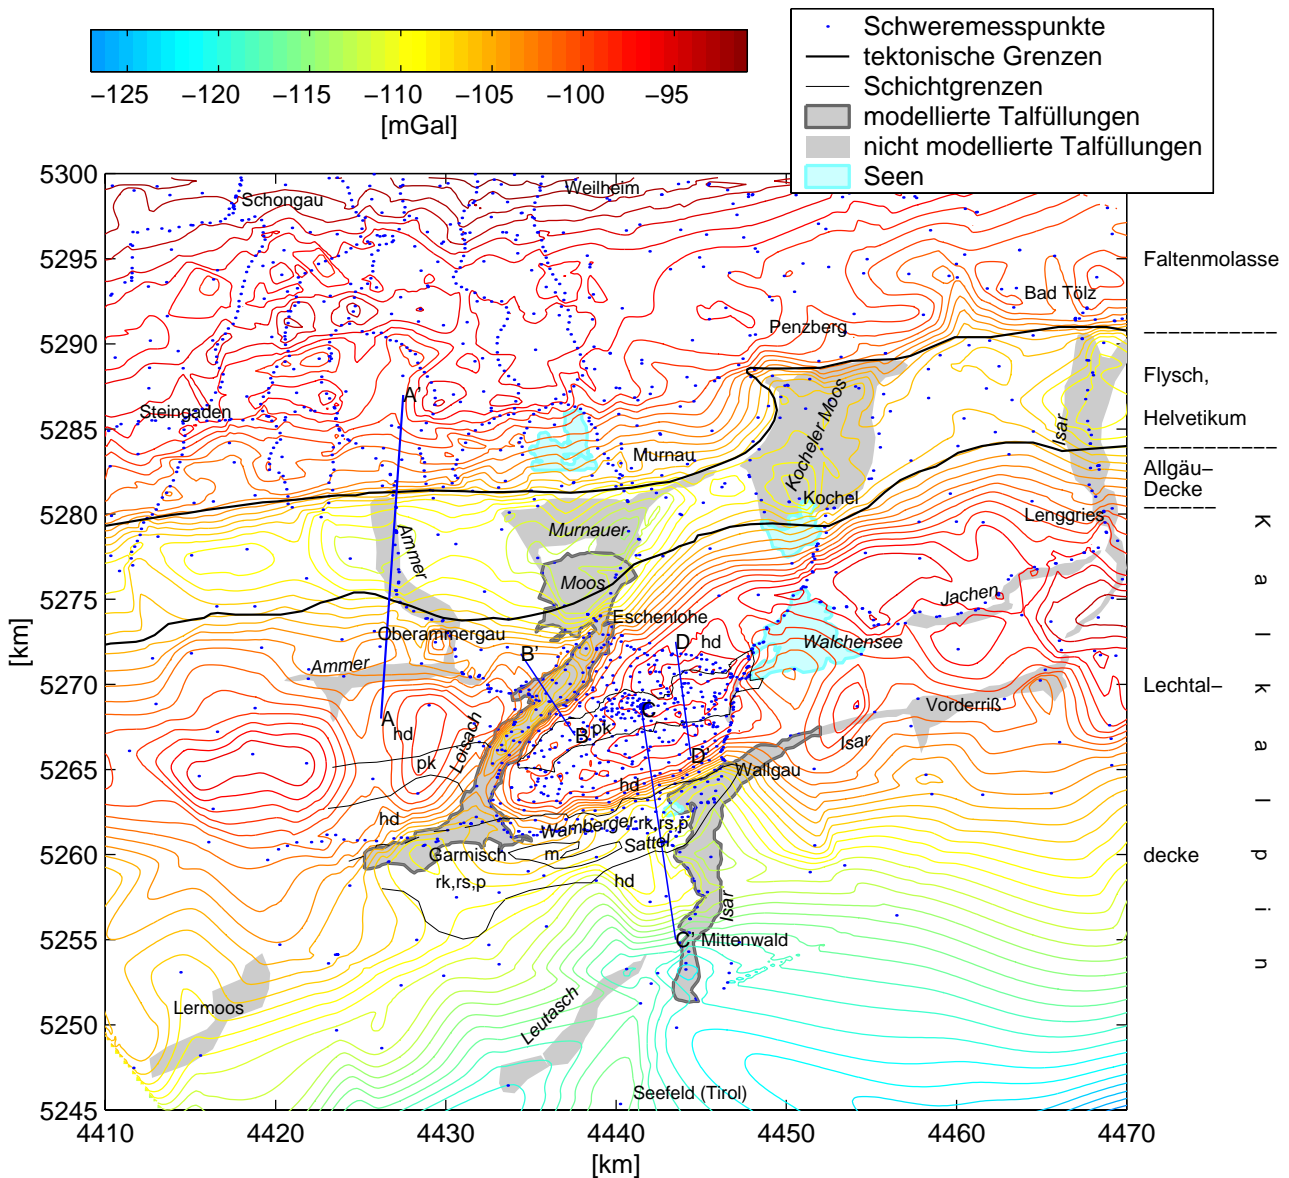 −125 −120 −115 −110 −105 −100 −95
[mGal]
Schweremesspunkte
tektonische Grenzen
Schichtgrenzen
modellierte Talfüllungen
nicht modellierte Talfüllungen
Seen
5300
5295
5290
5285
5280
5275
5270
5265
5260
5255
5250
5245
[km]
4410 4420 4430 4440 4450 4460 4470
[km]
Weilheim
Schongau
Bad Tölz
Penzberg
Steingaden
A'
Murnau
Kocheler Moos
Isar
Kochel
Lenggries
Ammer
Murnauer
Moos
Jachen
Eschenlohe
Oberammergau
Walchensee
Ammer
B'
D hd
A
hd
Loisach
B
pk
C
D'
Vorderriß
Isar
pk
Wallgau
hd
hd
Wamberger
rk,rs,p
Sattel
Garmisch
m
rk,rs,p
hd
Isar
C'
Mittenwald
Lermoos
Leutasch
Seefeld (Tirol)
Faltenmolasse
−−−−−−−−−−−
Flysch,
Helvetikum
−−−−−−−−−−−
Allgäu−
Decke
−−−−−−
Lechtal−
decke
K a l k a l p i n